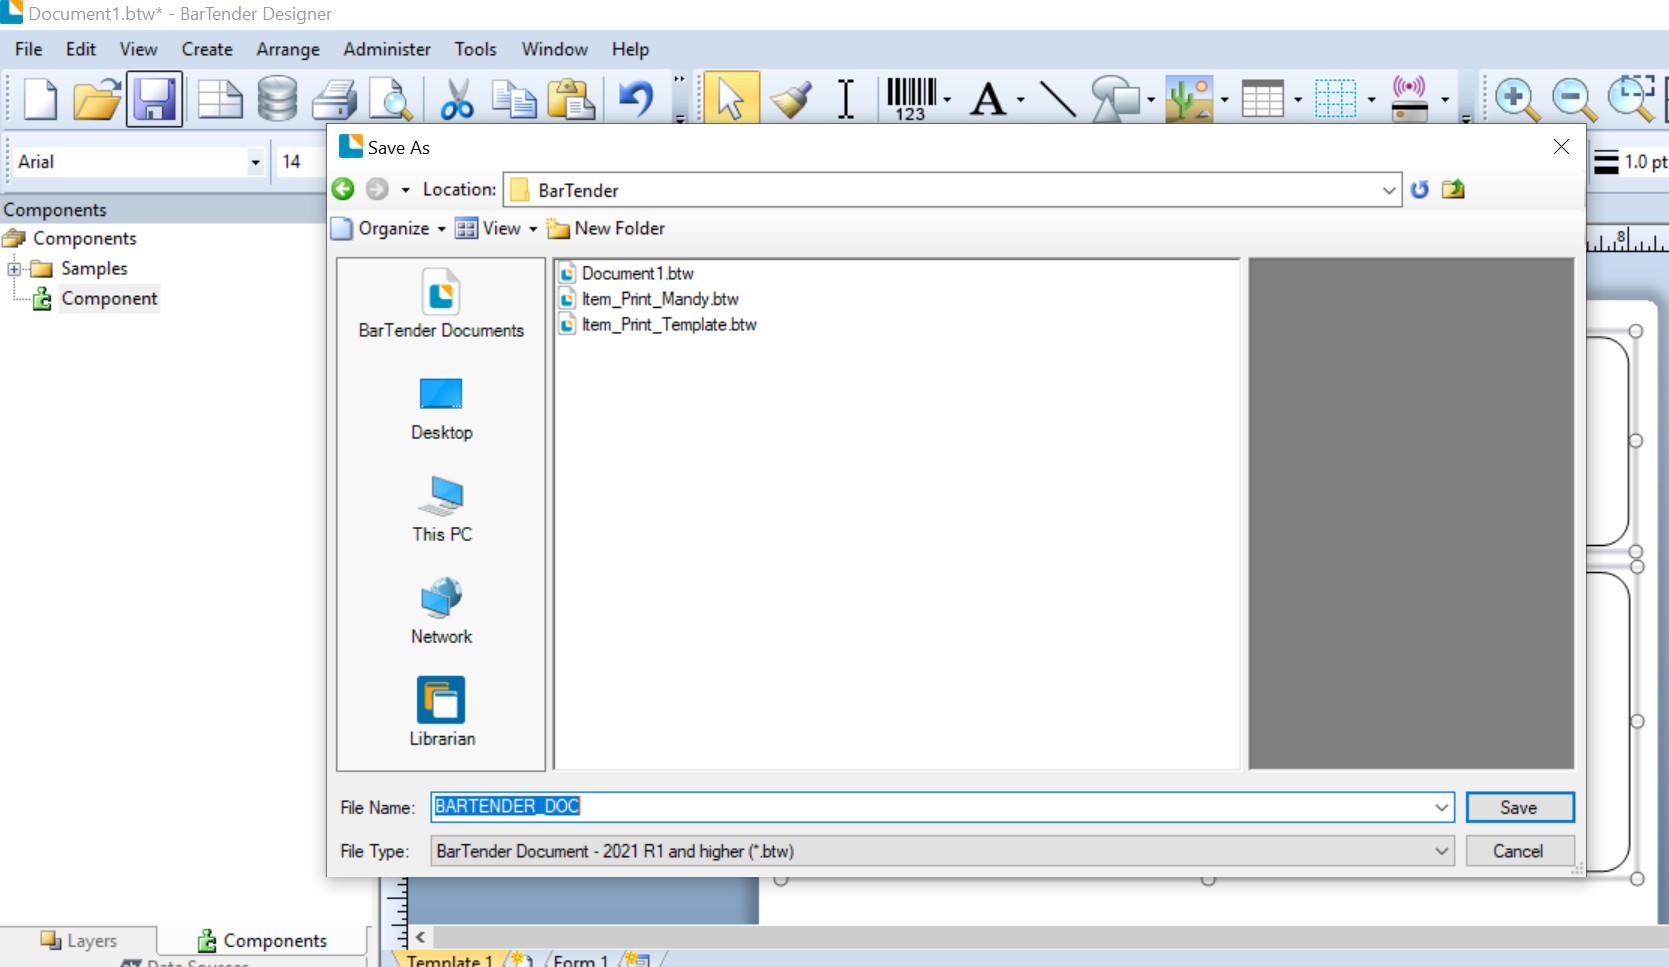 Document1.btw* - BarTender Designer
File Edit View Create Arrange Administer Tools Window Help
123 A
Arial 14 1.0 pt
Save As
Location: BarTender
Organize View New Folder
Components
Components
Samples
Component
8
BarTender Documents
Desktop
This PC
Network
Librarian
Document1.btw
Item_Print_Mandy.btw
Item_Print_Template.btw
File Name: BARTENDER_DOC Save
File Type: BarTender Document - 2021 R1 and higher (*.btw) Cancel
Layers Components
Data Sources
Template 1 Form 1